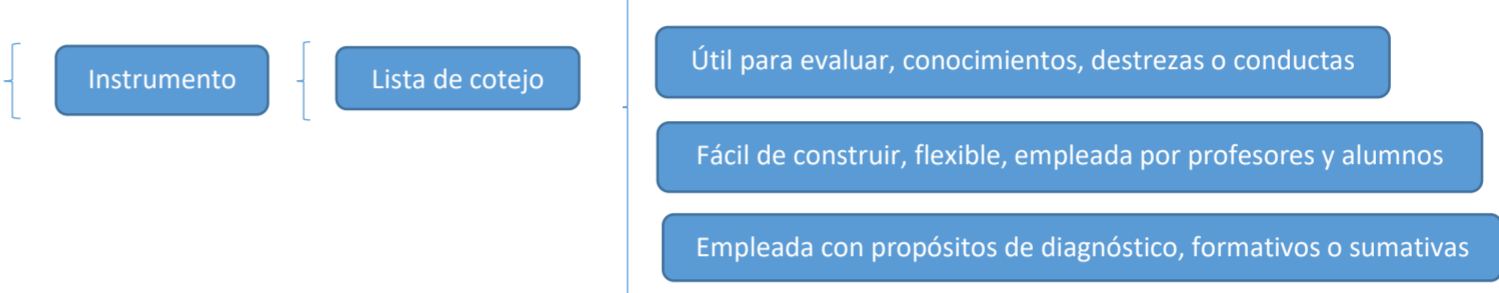 Instrumento
Lista de cotejo
Útil para evaluar, conocimientos, destrezas o conductas
Fácil de construir, flexible, empleada por profesores y alumnos
Empleada con propósitos de diagnóstico, formativos o sumativas